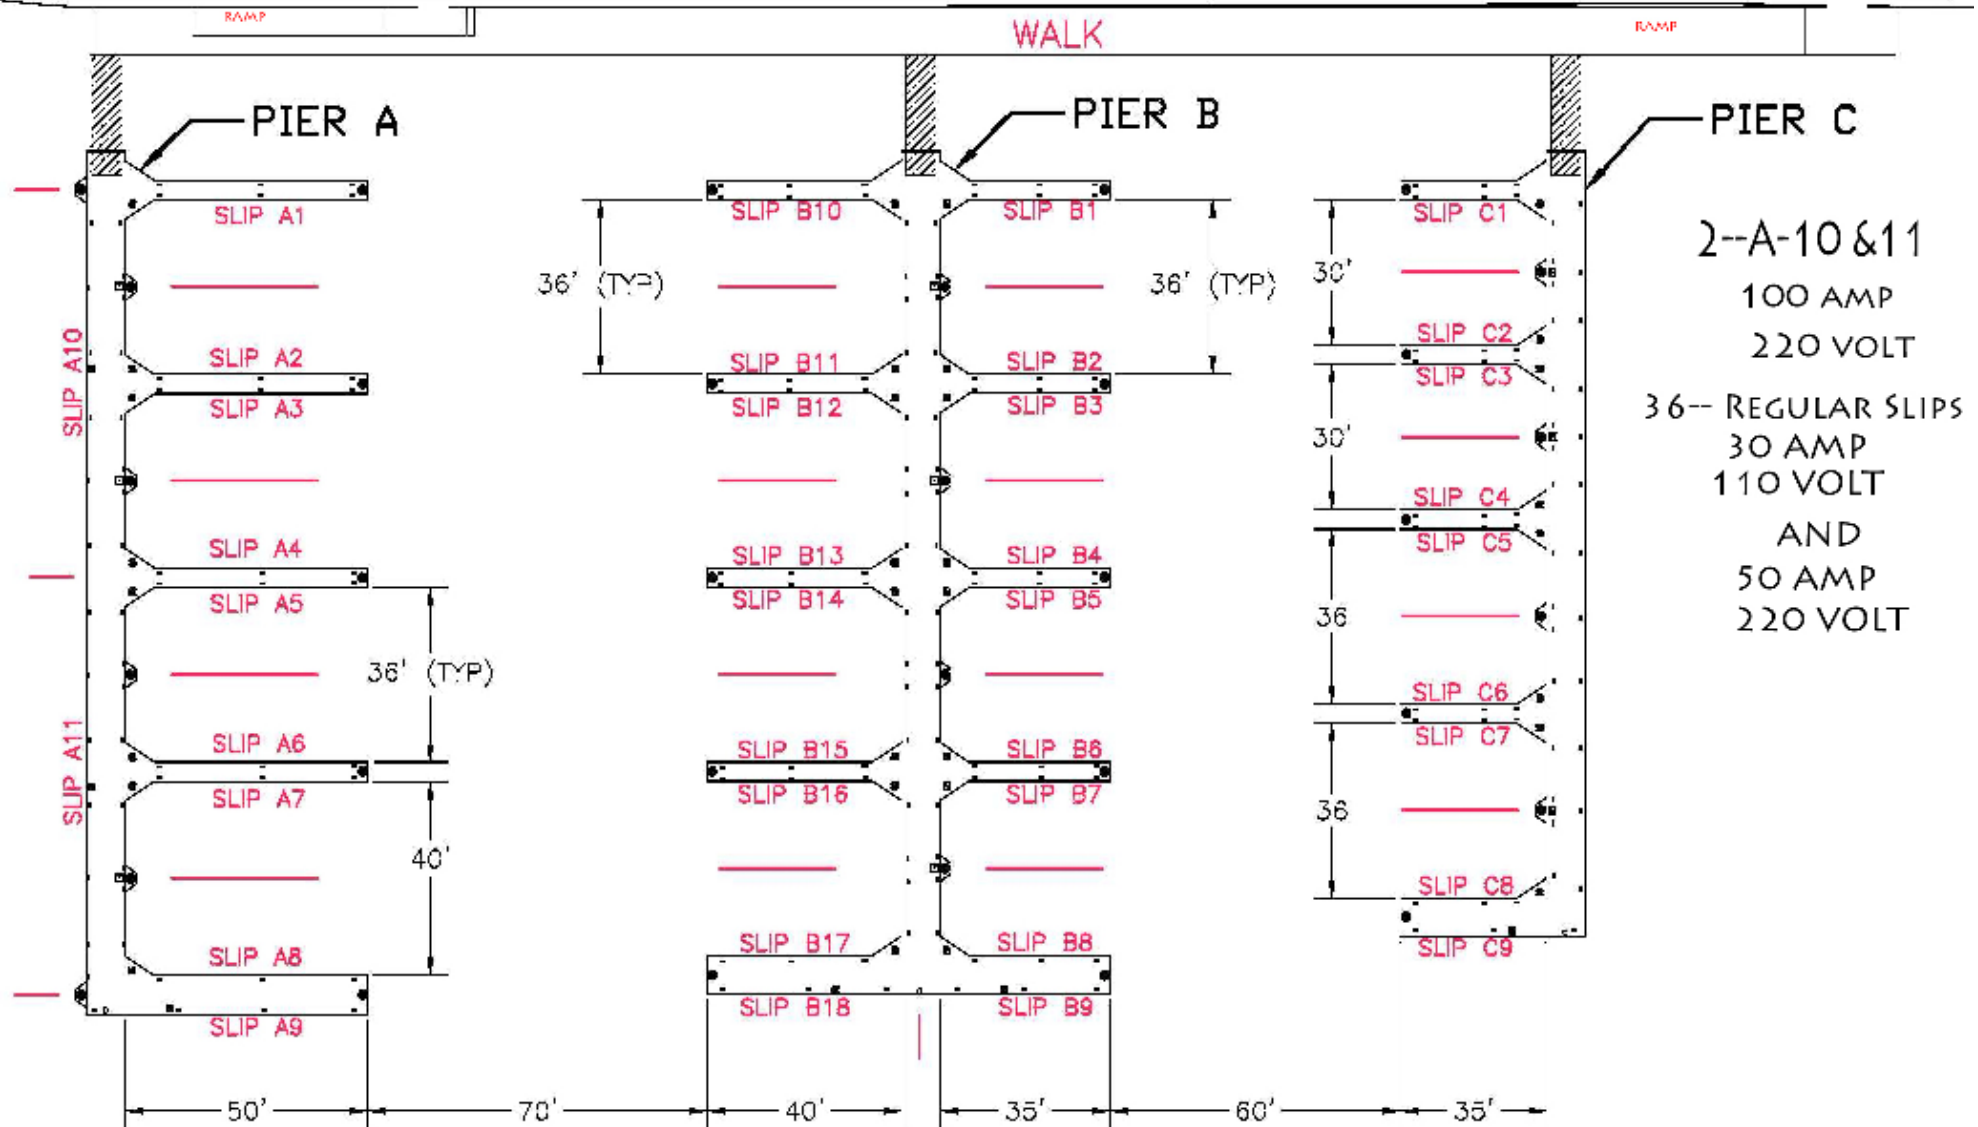 RAMP
WALK
RAMP
PIER A
PIER B
PIER C
SLIP A1
SLIP A2
SLIP A3
SLIP A4
SLIP A5
SLIP A6
SLIP A7
SLIP A8
SLIP A9
SLIP A10
SLIP A11
36' (TYP)
40'
36' (TYP)
SLIP B10
SLIP B11
SLIP B12
SLIP B13
SLIP B14
SLIP B15
SLIP B16
SLIP B17
SLIP B18
SLIP B1
SLIP B2
SLIP B3
SLIP B4
SLIP B5
SLIP B6
SLIP B7
SLIP B8
SLIP B9
36' (TYP)
30'
30'
36
36
SLIP C1
SLIP C2
SLIP C3
SLIP C4
SLIP C5
SLIP C6
SLIP C7
SLIP C8
SLIP C9
2--A-10 &11
100 AMP
220 VOLT
36-- REGULAR SLIPS
30 AMP
110 VOLT
AND
50 AMP
220 VOLT
50'
70'
40'
35'
60'
35'